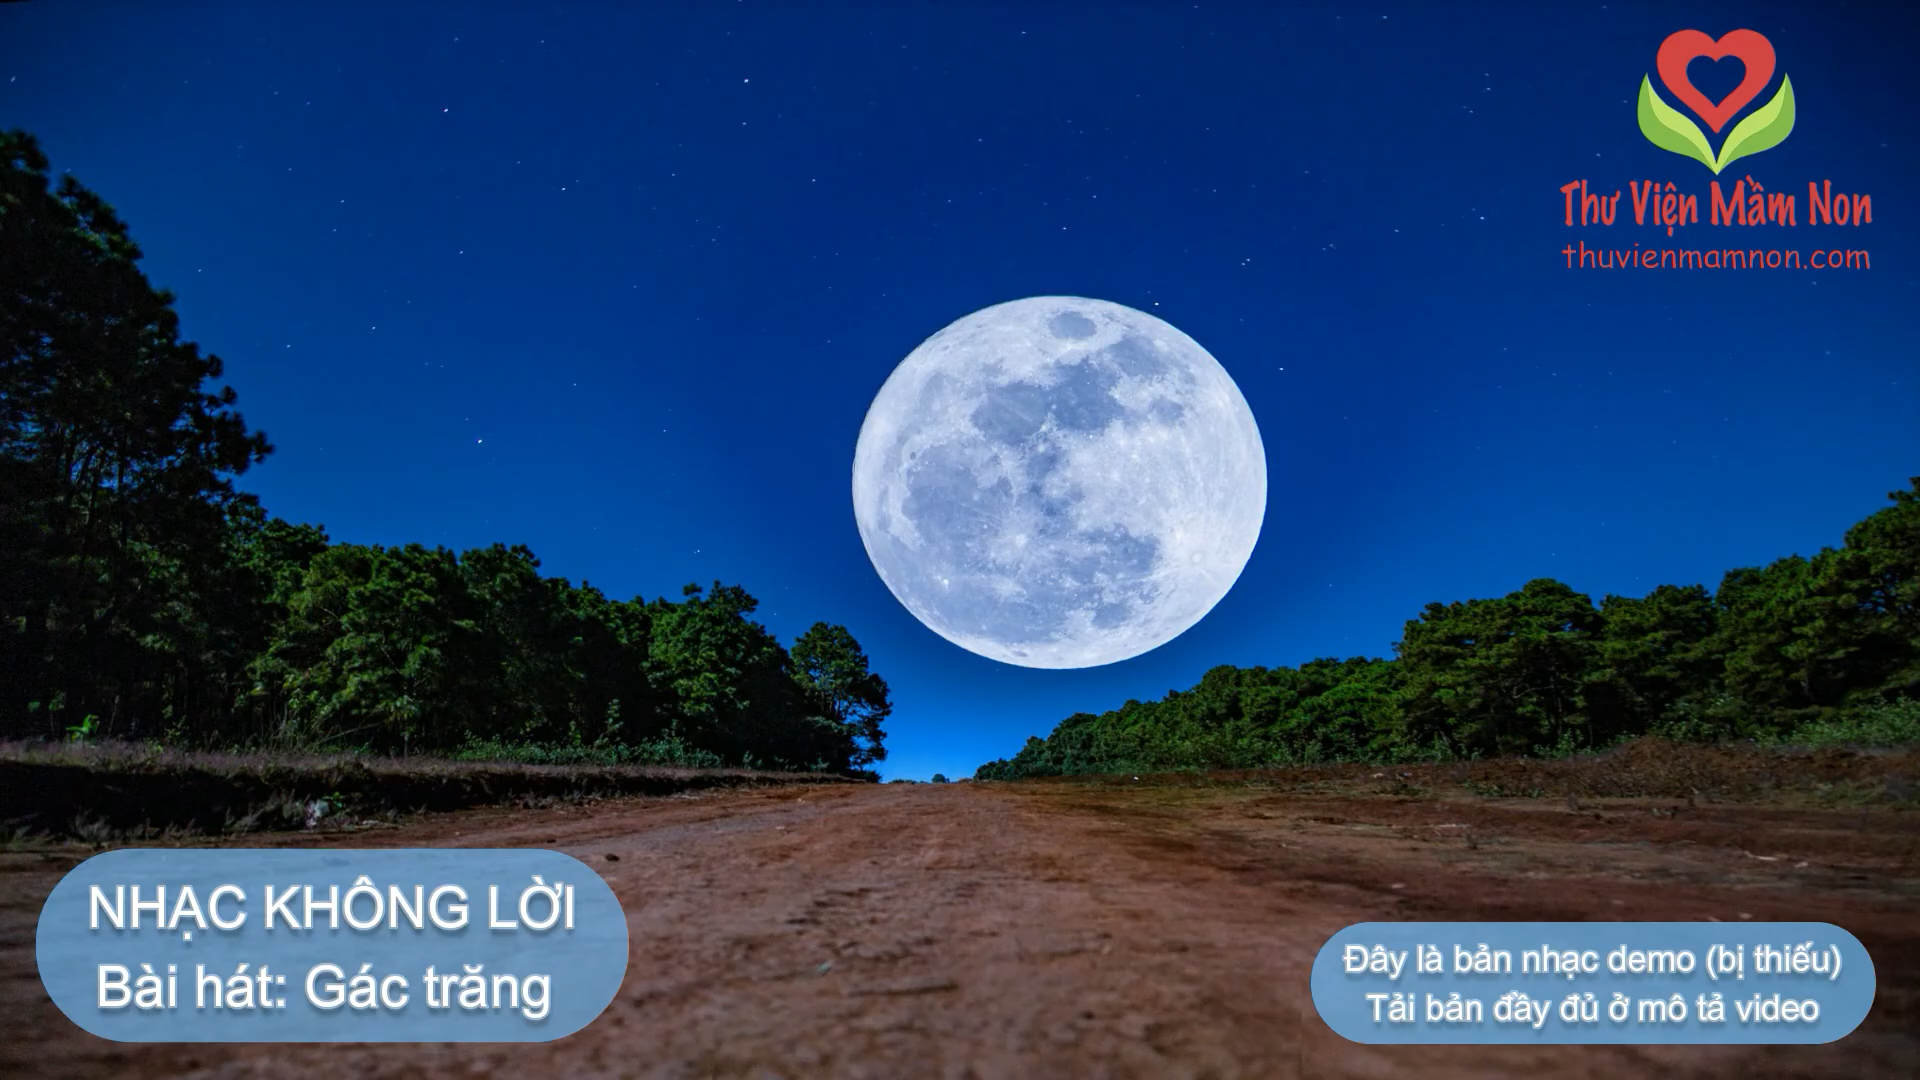 Thư Viện Mầm Non
thuvienmamnon.com
NHẠC KHÔNG LỜI
Bài hát: Gác trăng
Đây là bản nhạc demo (bị thiếu)
Tải bản đầy đủ ở mô tả video